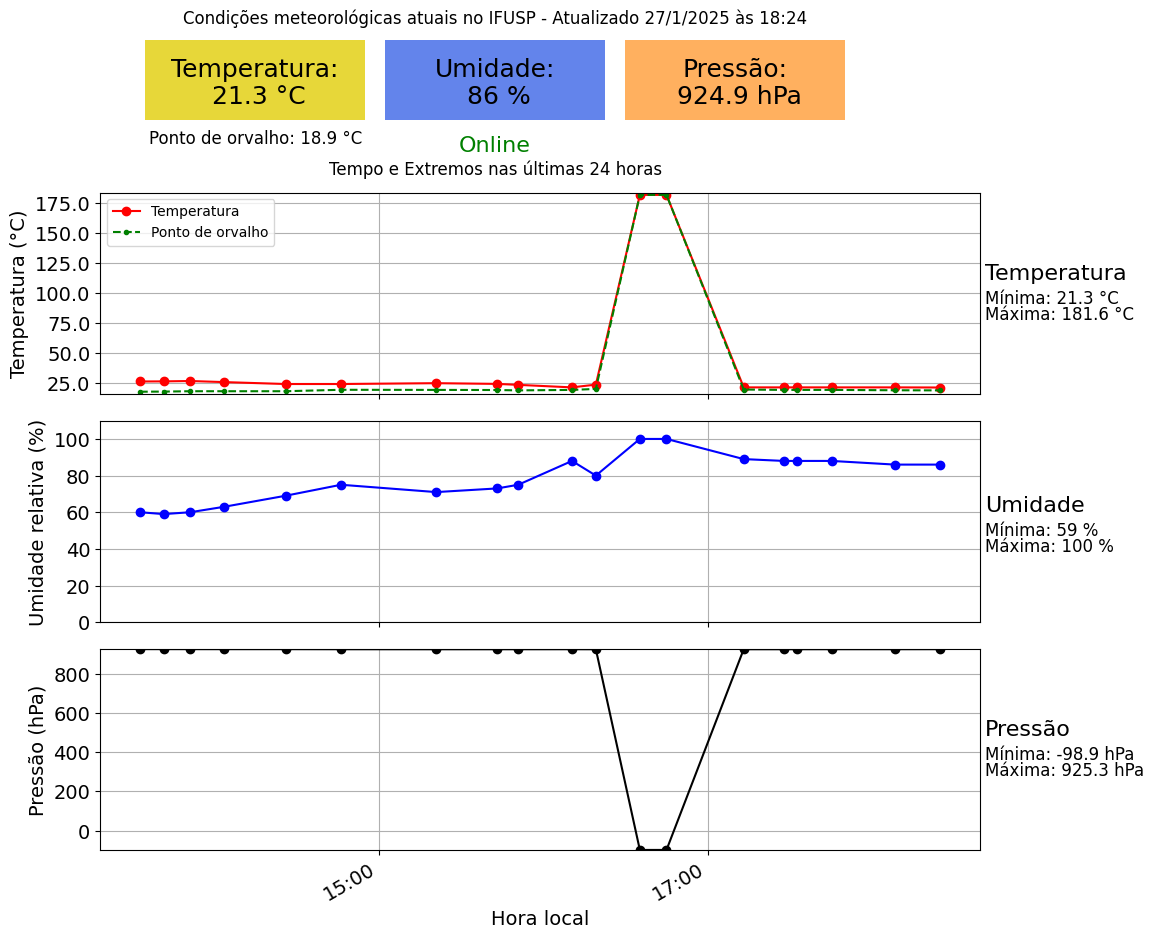 Condições meteorológicas atuais no IFUSP - Atualizado 27/1/2025 às 18:24
Temperatura:
21.3 °C
Umidade:
86 %
Pressão:
924.9 hPa
Ponto de orvalho: 18.9 °C
Online
Tempo e Extremos nas últimas 24 horas
Temperatura (°C)
175.0
150.0
125.0
100.0
75.0
50.0
25.0
Temperatura
Ponto de orvalho
Temperatura
Mínima: 21.3 °C
Máxima: 181.6 °C
Umidade relativa (%)
100
80
60
40
20
0
Umidade
Mínima: 59 %
Máxima: 100 %
Pressão (hPa)
800
600
400
200
0
Pressão
Mínima: -98.9 hPa
Máxima: 925.3 hPa
15:00
17:00
Hora local